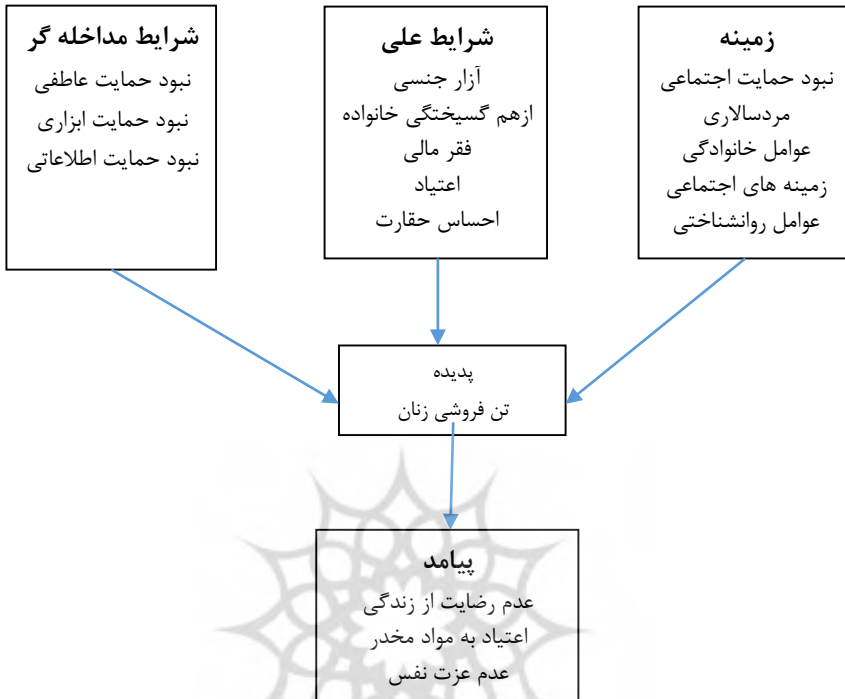 زمینه
نبود حمایت اجتماعی
مردسالاری
عوامل خانوادگی
زمینه های اجتماعی
عوامل روانشناختی
شرایط علی
آزار جنسی
ازهم گسیختگی خانواده
فقر مالی
اعتیاد
احساس حقارت
شرایط مداخله گر
نبود حمایت عاطفی
نبود حمایت ابزاری
نبود حمایت اطلاعاتی
پدیده
تن فروشی زنان
پیامد
عدم رضایت از زندگی
اعتیاد به مواد مخدر
عدم عزت نفس